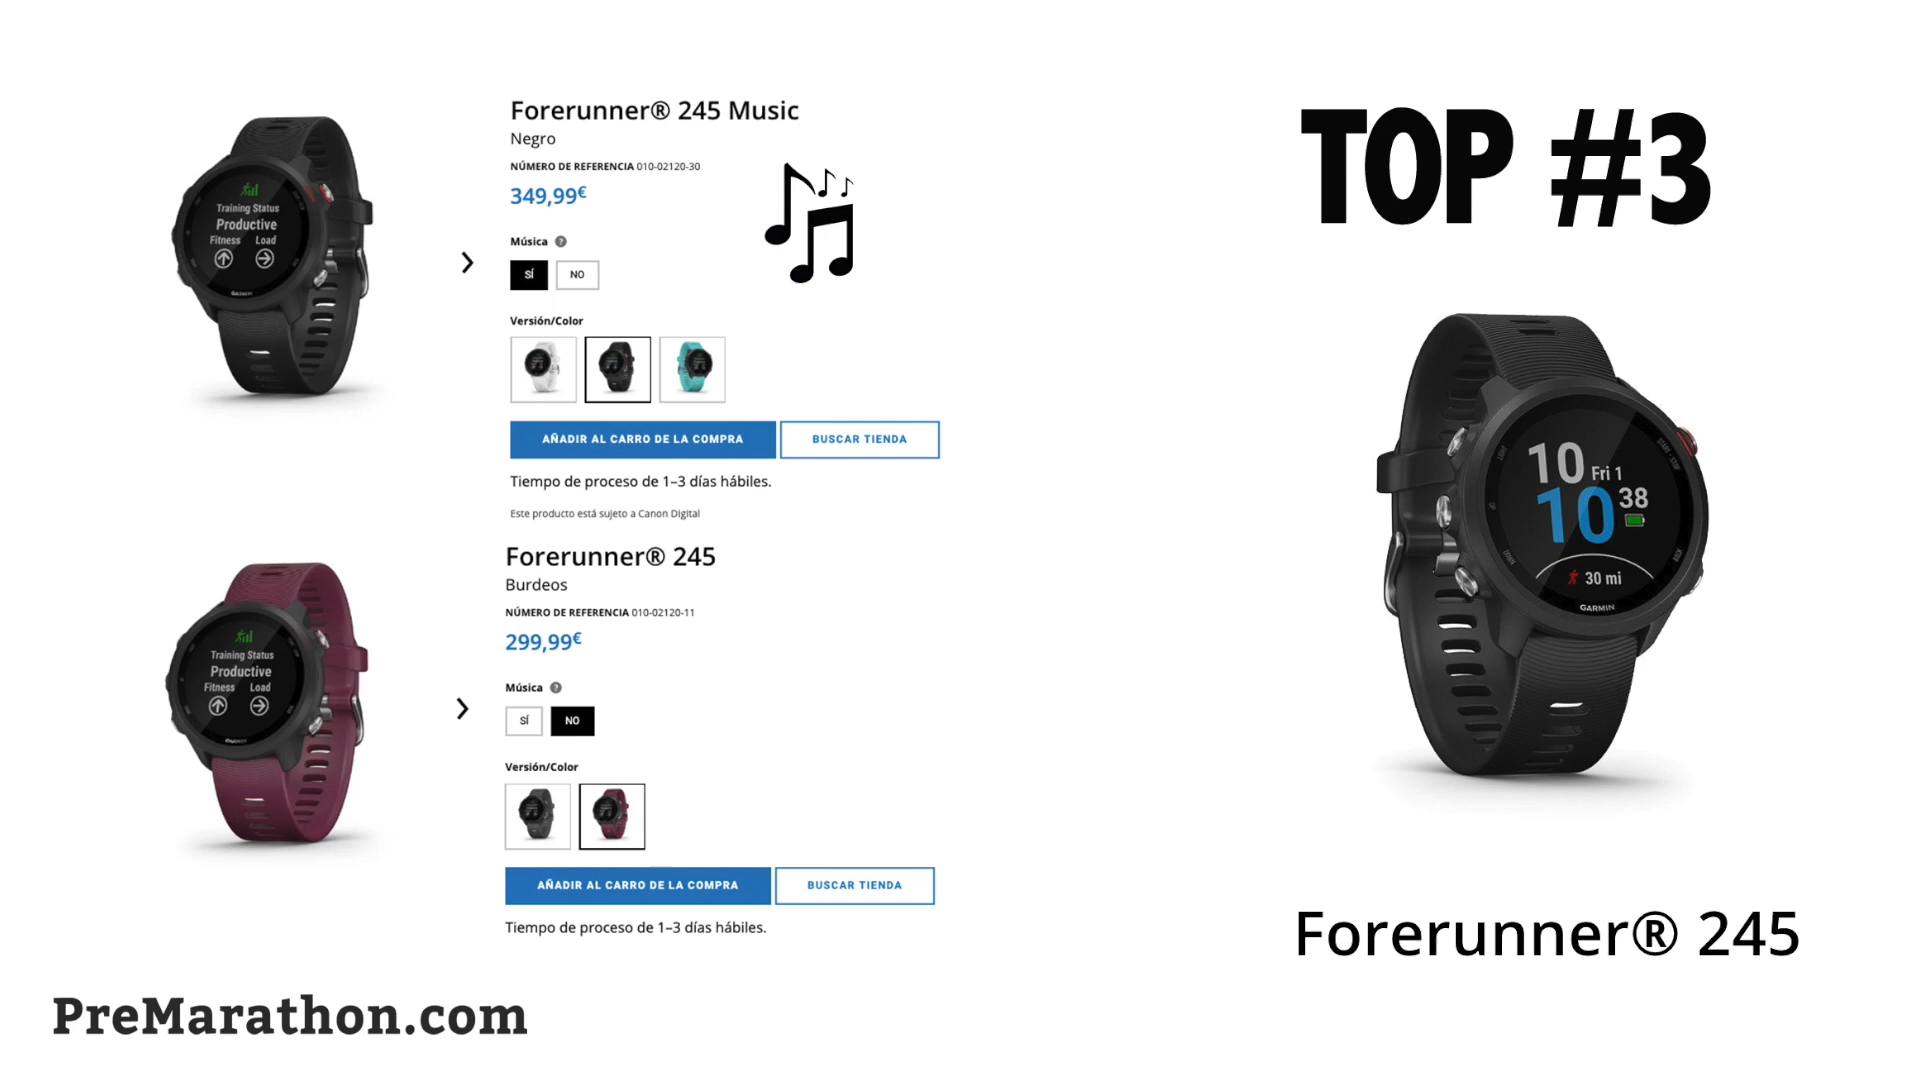 Forerunner® 245 Music
Negro
NÚMERO DE REFERENCIA 010-02120-30
349,99€
Música ?
SÍ NO
Versión/Color
AÑADIR AL CARRO DE LA COMPRA BUSCAR TIENDA
Tiempo de proceso de 1–3 días hábiles.
Este producto está sujeto a Canon Digital
Training Status
Productive
Fitness Load
GARMIN
Forerunner® 245
Burdeos
NÚMERO DE REFERENCIA 010-02120-11
299,99€
Música ?
SÍ NO
Versión/Color
AÑADIR AL CARRO DE LA COMPRA BUSCAR TIENDA
Tiempo de proceso de 1–3 días hábiles.
Training Status
Productive
Fitness Load
GARMIN
PreMarathon.com
TOP #3
10 Fri 1
10 38
30 mi
GARMIN
Forerunner® 245